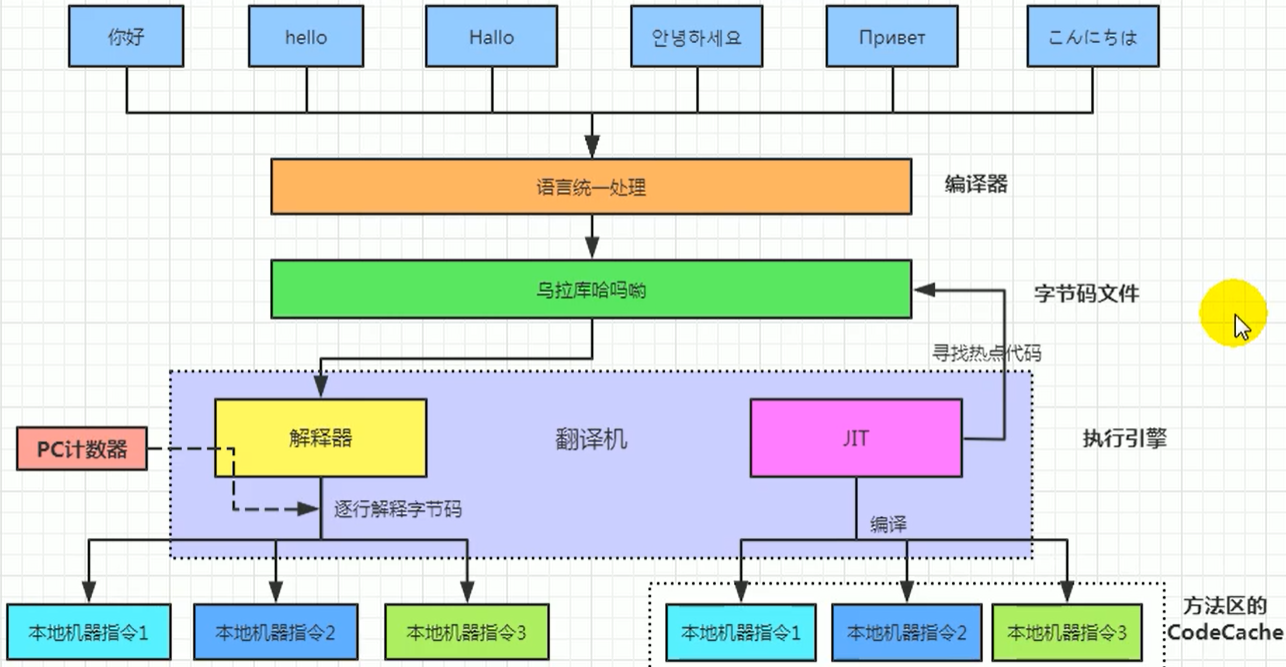 你好
hello
Hallo
안녕하세요
Привет
こんにちは
语言统一处理
编译器
乌拉库哈吗哟
字节码文件
寻找热点代码
PC计数器
解释器
翻译机
JIT
执行引擎
逐行解释字节码
编译
本地机器指令1
本地机器指令2
本地机器指令3
本地机器指令1
本地机器指令2
本地机器指令3
方法区的
CodeCache